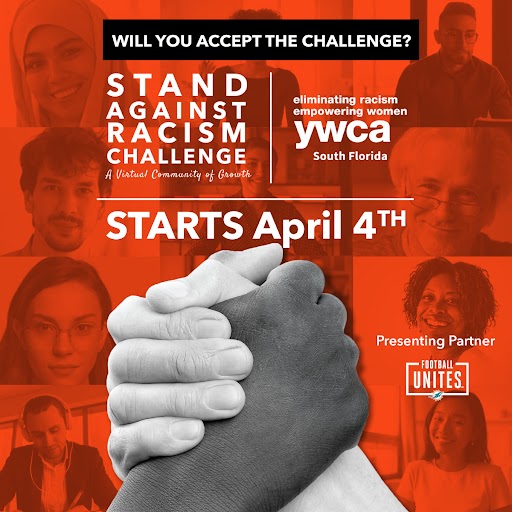 WILL YOU ACCEPT THE CHALLENGE?
STAND
AGAINST
RACISM
CHALLENGE
A Virtual Community of Growth
eliminating racism
empowering women
ywca
South Florida
STARTS April 4TH
Presenting Partner
FOOTBALL
UNITES